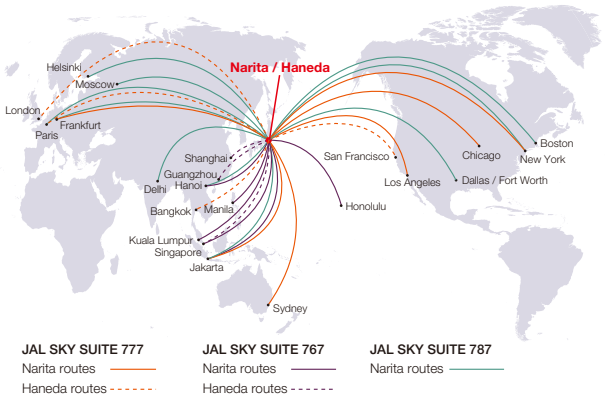 Narita / Haneda
Helsinki
Moscow
London
Paris
Frankfurt
Shanghai
Guangzhou
Hanoi
Delhi
Bangkok
Manila
Kuala Lumpur
Singapore
Jakarta
Sydney
Honolulu
San Francisco
Los Angeles
Chicago
Boston
New York
Dallas / Fort Worth
JAL SKY SUITE 777
Narita routes
Haneda routes
JAL SKY SUITE 767
Narita routes
Haneda routes
JAL SKY SUITE 787
Narita routes